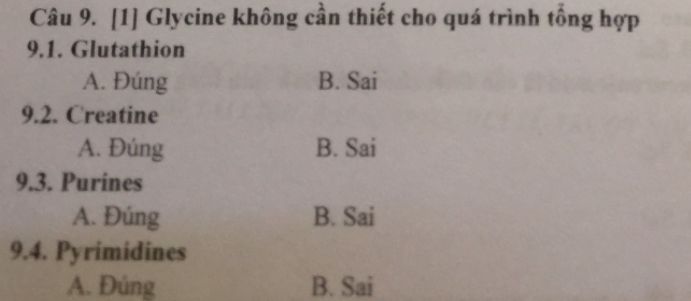 Câu 9. [1] Glycine không cần thiết cho quá trình tổng hợp
9.1. Glutathion
A. Đúng B. Sai
9.2. Creatine
A. Đúng B. Sai
9.3. Purines
A. Đúng B. Sai
9.4. Pyrimidines
A. Đúng B. Sai